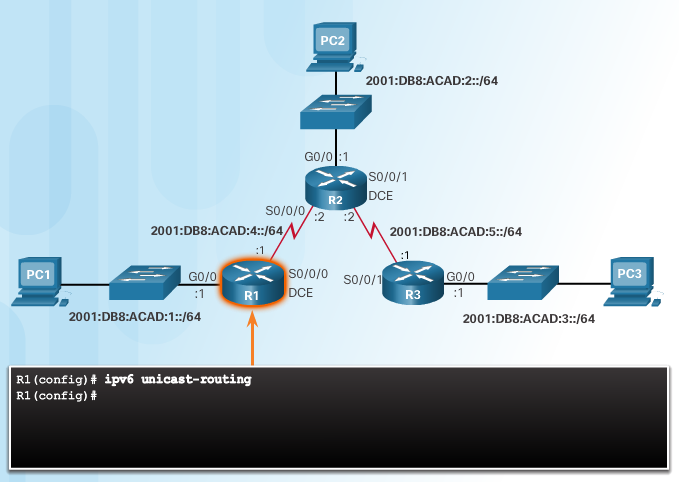 PC2
2001:DB8:ACAD:2::/64
G0/0 :1
S0/0/1
R2
DCE
S0/0/0
:2 :2
2001:DB8:ACAD:4::/64
2001:DB8:ACAD:5::/64
:1
:1
PC1
G0/0
:1
R1
S0/0/0
DCE
S0/0/1
R3
G0/0
:1
PC3
2001:DB8:ACAD:1::/64
2001:DB8:ACAD:3::/64
R1(config)# ipv6 unicast-routing
R1(config)#